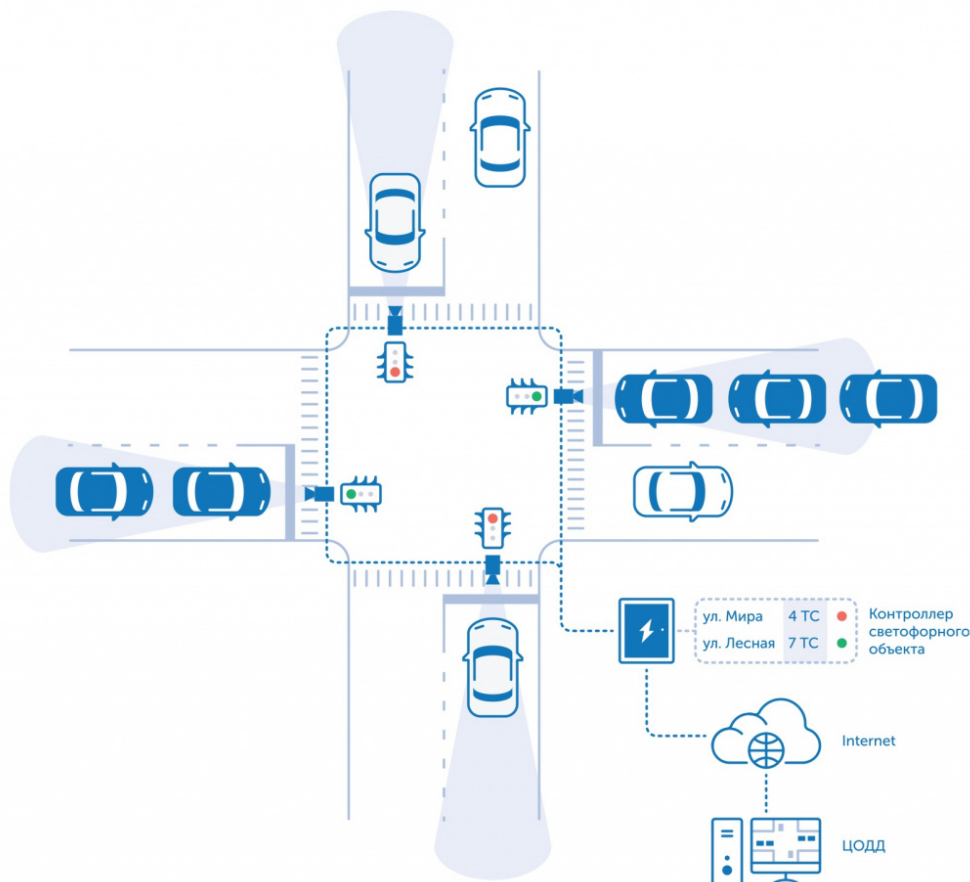 ул. Мира 4 ТС
ул. Лесная 7 ТС
Контроллер
светофорного
объекта
Internet
ЦОДД